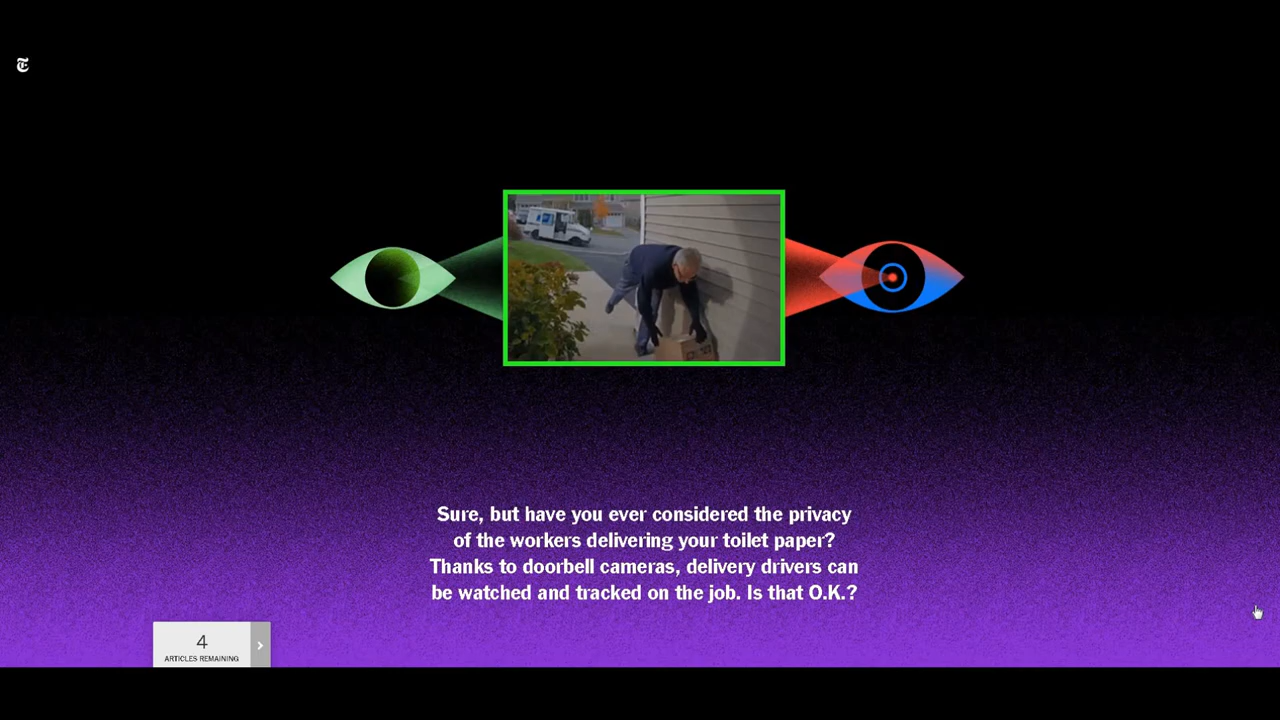 T
Sure, but have you ever considered the privacy
of the workers delivering your toilet paper?
Thanks to doorbell cameras, delivery drivers can
be watched and tracked on the job. Is that O.K.?
4
ARTICLES REMAINING